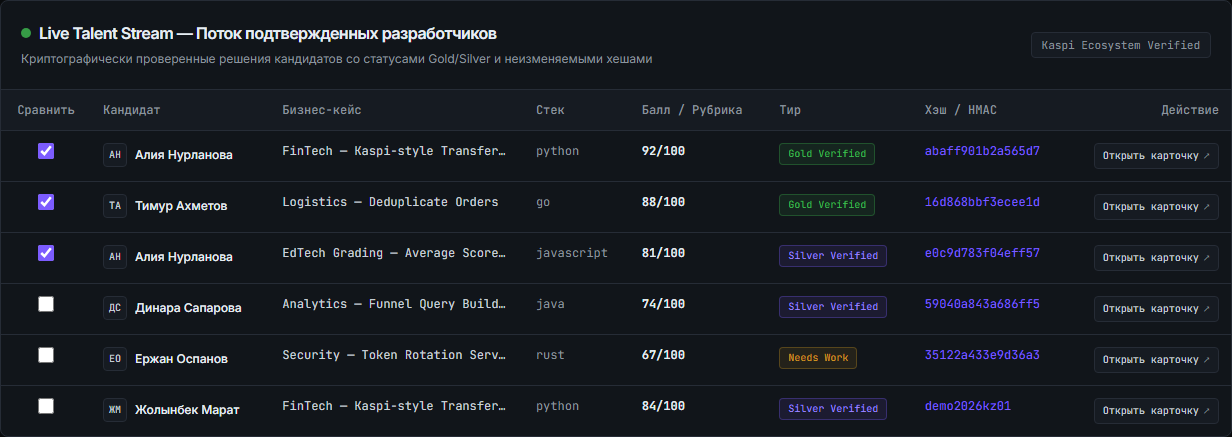 Live Talent Stream — Поток подтвержденных разработчиков
Криптографически проверенные решения кандидатов со статусами Gold/Silver и неизменяемыми хешами
Kaspi Ecosystem Verified
Сравнить Кандидат Бизнес-кейс Стек Балл / Рубрика Тир Хэш / HMAC Действие
АН Алия Нурланова FinTech — Kaspi-style Transfer… python 92/100 Gold Verified abaff901b2a565d7 Открыть карточку ↗
ТА Тимур Ахметов Logistics — Deduplicate Orders go 88/100 Gold Verified 16d868bbf3ecee1d Открыть карточку ↗
АН Алия Нурланова EdTech Grading — Average Score… javascript 81/100 Silver Verified e0c9d783f04eff57 Открыть карточку ↗
ДС Динара Сапарова Analytics — Funnel Query Build… java 74/100 Silver Verified 59040a843a686ff5 Открыть карточку ↗
ЕО Ержан Оспанов Security — Token Rotation Serv… rust 67/100 Needs Work 35122a433e9d36a3 Открыть карточку ↗
ЖМ Жолынбек Марат FinTech — Kaspi-style Transfer… python 84/100 Silver Verified demo2026kz01 Открыть карточку ↗